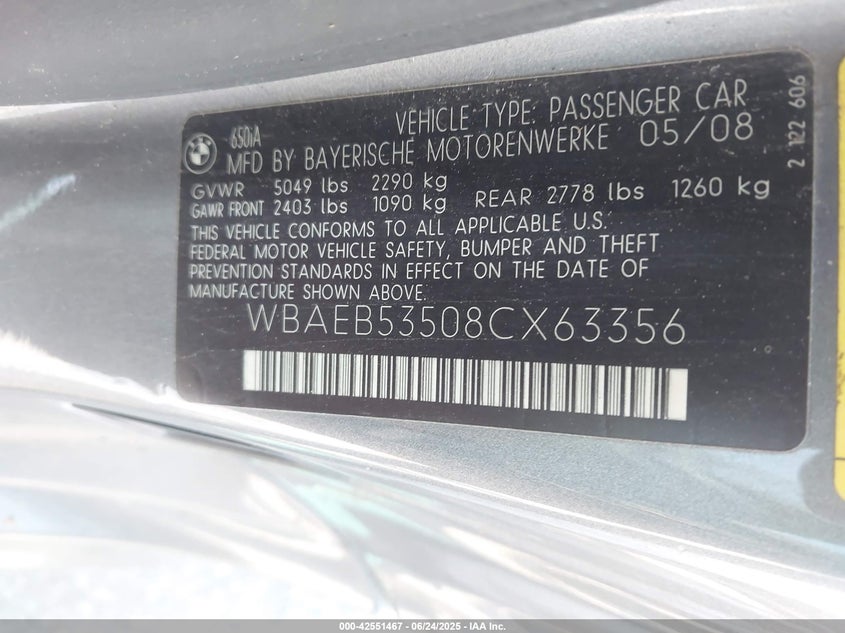 650iA
VEHICLE TYPE: PASSENGER CAR
MFD BY BAYERISCHE MOTORENWERKE 05/08
GVWR 5049 lbs 2290 kg
GAWR FRONT 2403 lbs 1090 kg REAR 2778 lbs 1260 kg
THIS VEHICLE CONFORMS TO ALL APPLICABLE U.S.
FEDERAL MOTOR VEHICLE SAFETY, BUMPER AND THEFT
PREVENTION STANDARDS IN EFFECT ON THE DATE OF
MANUFACTURE SHOWN ABOVE.
WBAEB53508CX63356
2 122 606
000-42551467 - 06/24/2025 - IAA Inc.